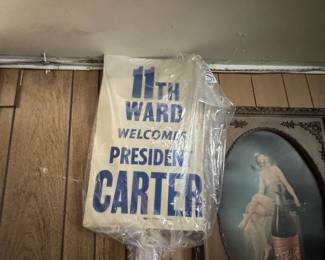 11TH
WARD
WELCOMES
PRESIDENT
CARTER